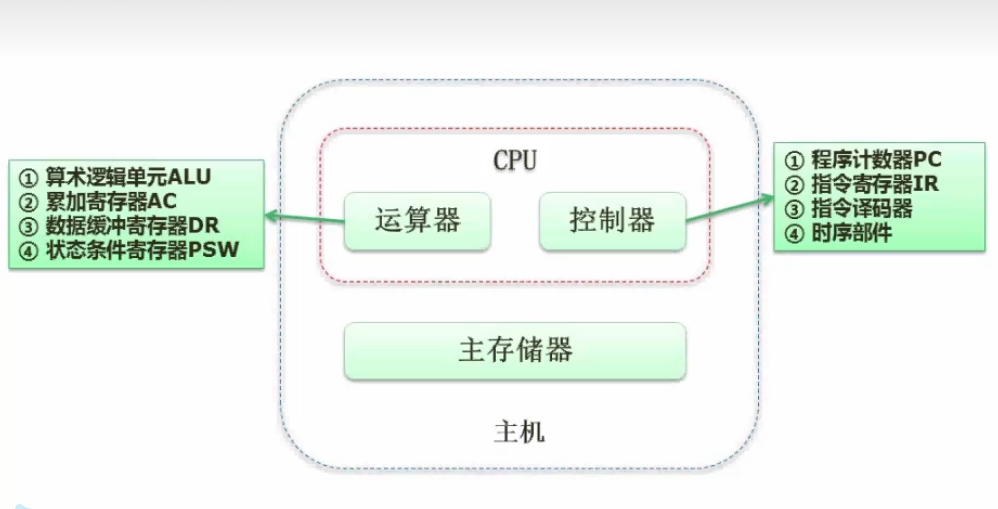 CPU
① 算术逻辑单元ALU
② 累加寄存器AC
③ 数据缓冲寄存器DR
④ 状态条件寄存器PSW
运算器
控制器
① 程序计数器PC
② 指令寄存器IR
③ 指令译码器
④ 时序部件
主存储器
主机